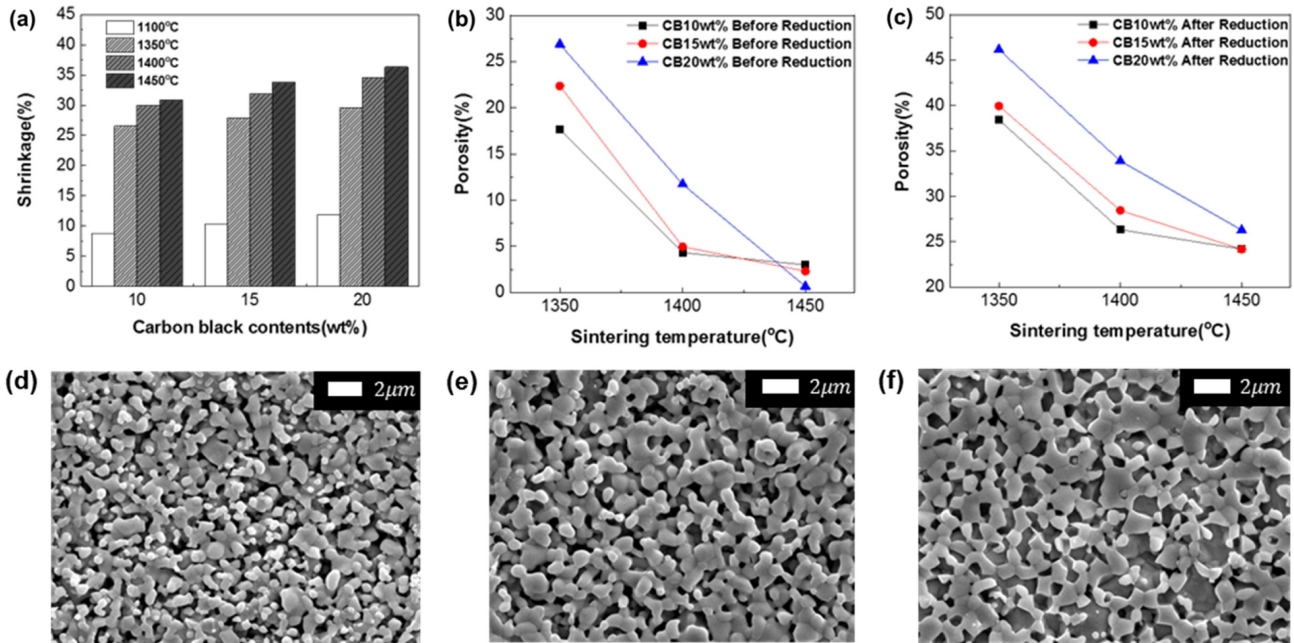 (a)
45
40
35
30
25
20
15
10
5
0
Shrinkage(%)
1100°C
1350°C
1400°C
1450°C
10 15 20
Carbon black contents(wt%)
(b)
30
25
20
15
10
5
0
Porosity(%)
CB10wt% Before Reduction
CB15wt% Before Reduction
CB20wt% Before Reduction
1350 1400 1450
Sintering temperature(°C)
(c)
50
45
40
35
30
25
20
Porosity(%)
CB10wt% After Reduction
CB15wt% After Reduction
CB20wt% After Reduction
1350 1400 1450
Sintering temperature(°C)
(d)
2μm
(e)
2μm
(f)
2μm